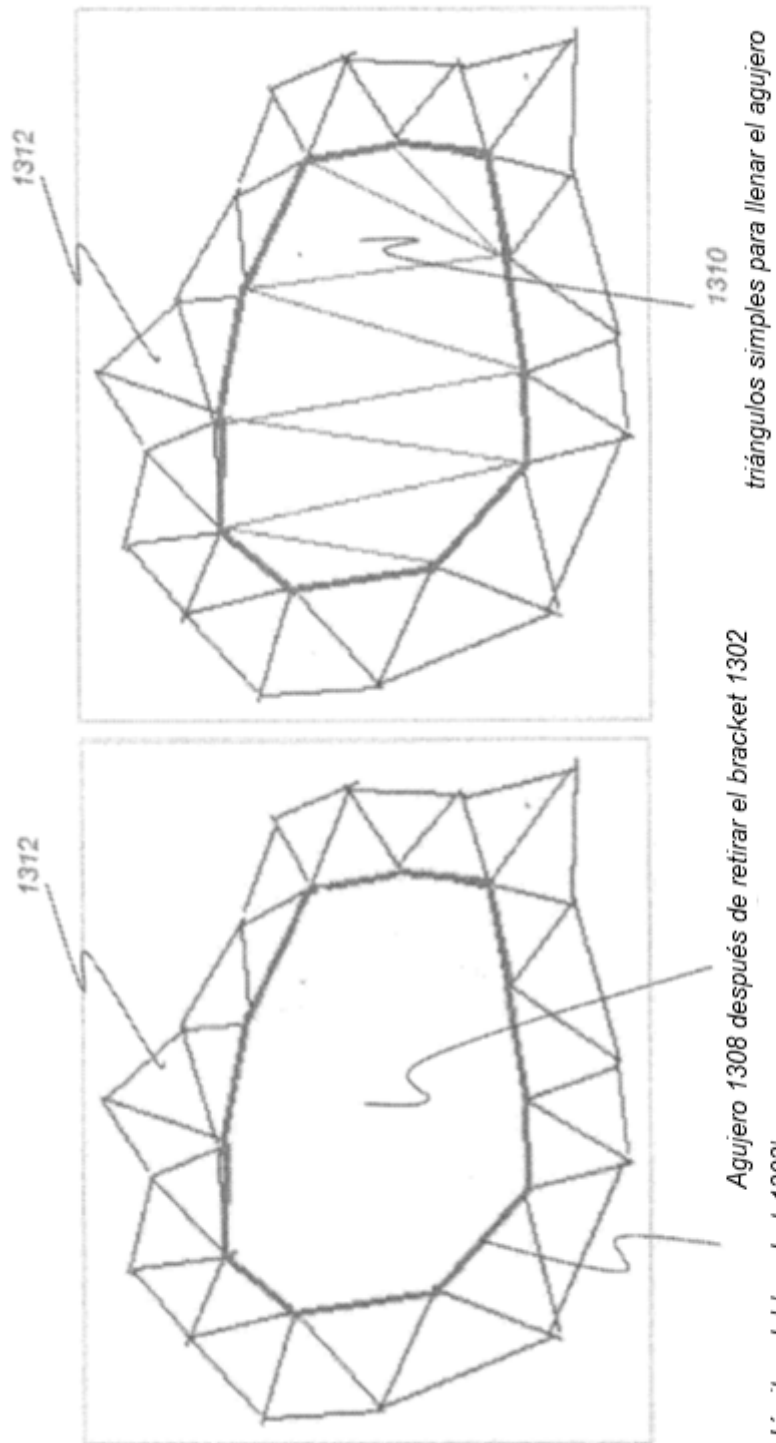 1312
1312
1310
Agujero 1308 después de retirar el bracket 1302
triángulos simples para llenar el agujero